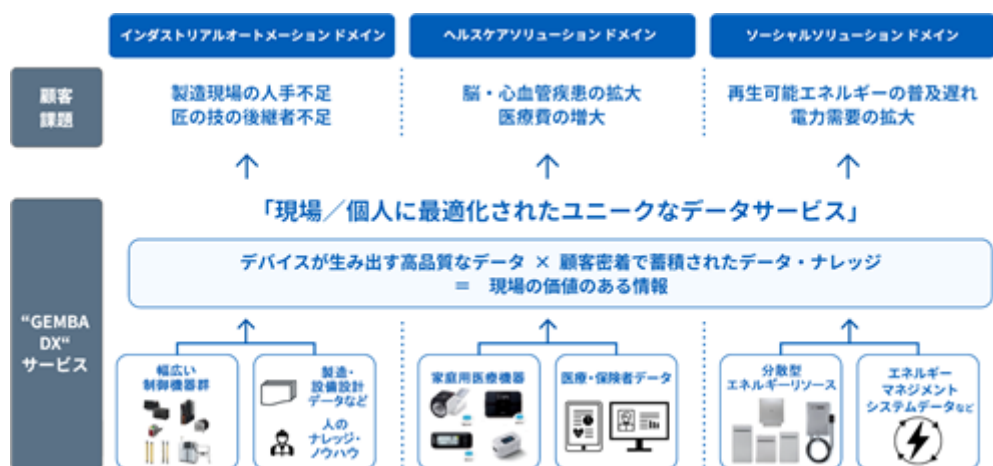 インダストリアルオートメーションドメイン
ヘルスケアソリューションドメイン
ソーシャルソリューションドメイン
顧客
課題
製造現場の人手不足
匠の技の後継者不足
脳・心血管疾患の拡大
医療費の増大
再生可能エネルギーの普及遅れ
電力需要の拡大
“GEMBA
DX“
サービス
「現場／個人に最適化されたユニークなデータサービス」
デバイスが生み出す高品質なデータ × 顧客密着で蓄積されたデータ・ナレッジ
＝ 現場の価値のある情報
幅広い
制御機器群
製造・
設備設計
データなど
人の
ナレッジ・
ノウハウ
家庭用医療機器
医療・保険者データ
分散型
エネルギーリソース
エネルギー
マネジメント
システムデータなど